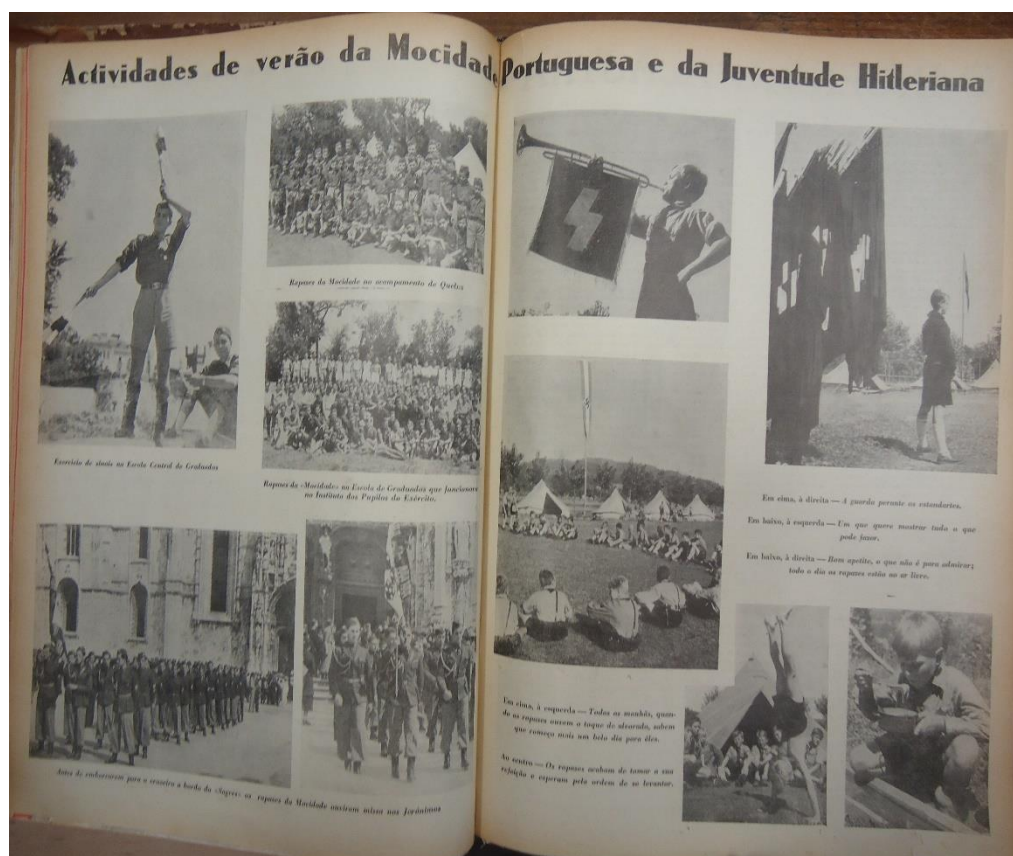 Actividades de verão da Mocidade Portuguesa e da Juventude Hitleriana
Rapazes da Mocidade no acampamento de Queluz
Exercício de sinais na Escola Central de Graduados
Rapazes da «Mocidade» na Escola de Graduados que funcionou
no Instituto dos Pupilos do Exército.
Antes de embarcarem para o cruzeiro a bordo da «Sagres» os rapazes da Mocidade ouviram missa nos Jerónimos
Em cima, à direita — A guarda perante os estandartes.
Em baixo, à esquerda — Em que quere mostrar tudo o que
pode fazer.
Em baixo, à direita — Bom apetite, o que não é para admirar;
todo o dia os rapazes estão ao ar livre.
Em cima, à esquerda — Todas as manhãs, quan-
do os rapazes ouvem o toque de alvorada, sabem
que começa mais um belo dia para êles.
Ao centro — Os rapazes acabam de tomar a sua
refeição e esperam pela ordem de se levantar.